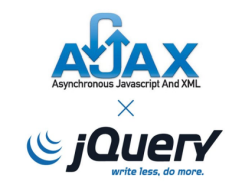 AJAX
Asynchronous Javascript And XML
×
jQuery
write less, do more.